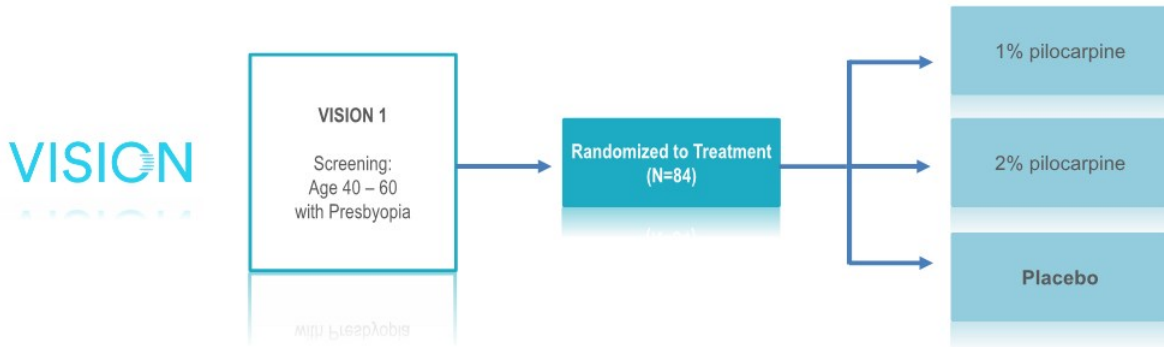 VISION
VISION 1
Screening:
Age 40 – 60
with Presbyopia
Randomized to Treatment
(N=84)
1% pilocarpine
2% pilocarpine
Placebo